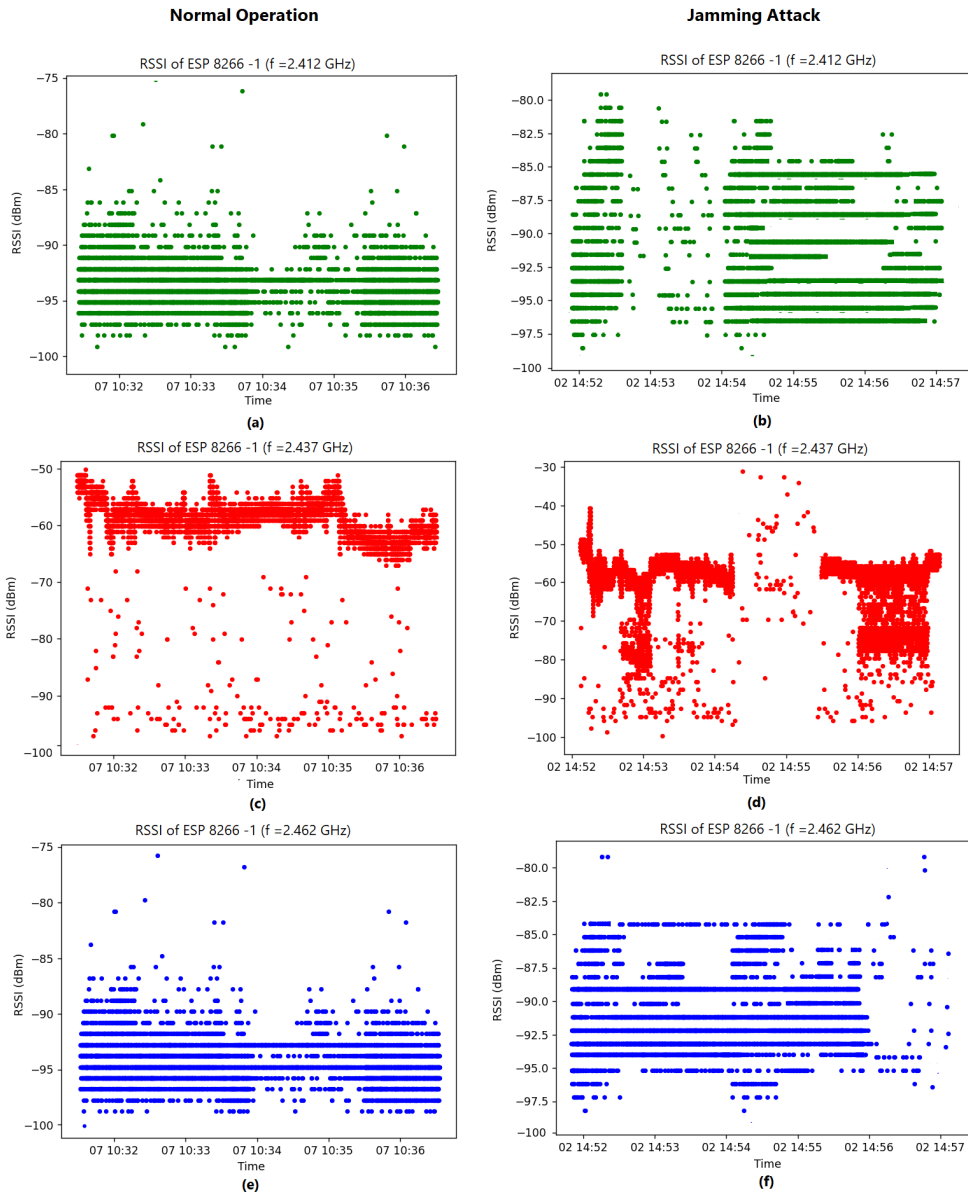 Normal Operation
Jamming Attack
RSSI of ESP 8266 -1 (f =2.412 GHz)
RSSI (dBm)
−75
−80
−85
−90
−95
−100
07 10:32 07 10:33 07 10:34 07 10:35 07 10:36
Time
(a)
RSSI of ESP 8266 -1 (f =2.412 GHz)
RSSI (dBm)
−80.0
−82.5
−85.0
−87.5
−90.0
−92.5
−95.0
−97.5
−100
02 14:52 02 14:53 02 14:54 02 14:55 02 14:56 02 14:57
Time
(b)
RSSI of ESP 8266 -1 (f =2.437 GHz)
RSSI (dBm)
−50
−60
−70
−80
−90
−100
07 10:32 07 10:33 07 10:34 07 10:35 07 10:36
Time
(c)
RSSI of ESP 8266 -1 (f =2.437 GHz)
RSSI (dBm)
−30
−40
−50
−60
−70
−80
−90
−100
02 14:52 02 14:53 02 14:54 02 14:55 02 14:56 02 14:57
Time
(d)
RSSI of ESP 8266 -1 (f =2.462 GHz)
RSSI (dBm)
−75
−80
−85
−90
−95
−100
07 10:32 07 10:33 07 10:34 07 10:35 07 10:36
Time
(e)
RSSI of ESP 8266 -1 (f =2.462 GHz)
RSSI (dBm)
−80.0
−82.5
−85.0
−87.5
−90.0
−92.5
−95.0
−97.5
−100
02 14:52 02 14:53 02 14:54 02 14:55 02 14:56 02 14:57
Time
(f)